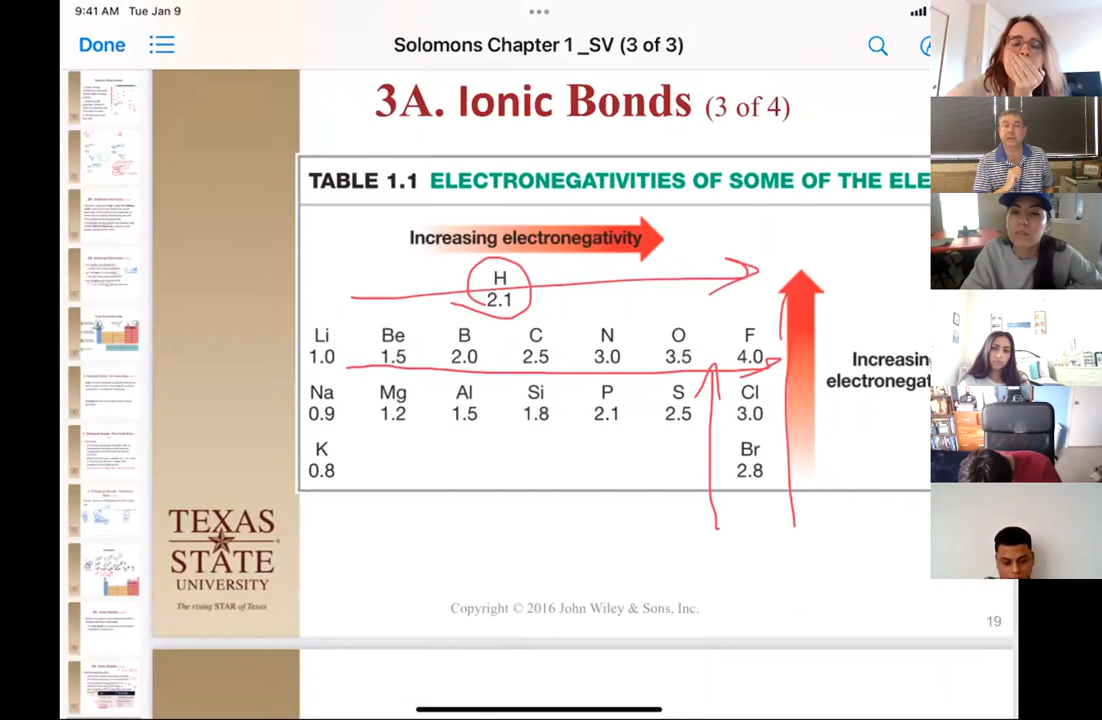 9:41 AM Tue Jan 9
Done
Solomons Chapter 1 _SV (3 of 3)
3A. Ionic Bonds (3 of 4)
TABLE 1.1 ELECTRONEGATIVITIES OF SOME OF THE ELE
Increasing electronegativity
H
2.1
Li Be B C N O F
1.0 1.5 2.0 2.5 3.0 3.5 4.0
Increasin
electronegat
Na Mg Al Si P S Cl
0.9 1.2 1.5 1.8 2.1 2.5 3.0
K Br
0.8 2.8
TEXAS
STATE
UNIVERSITY
The rising STAR of Texas
Copyright © 2016 John Wiley & Sons, Inc.
19